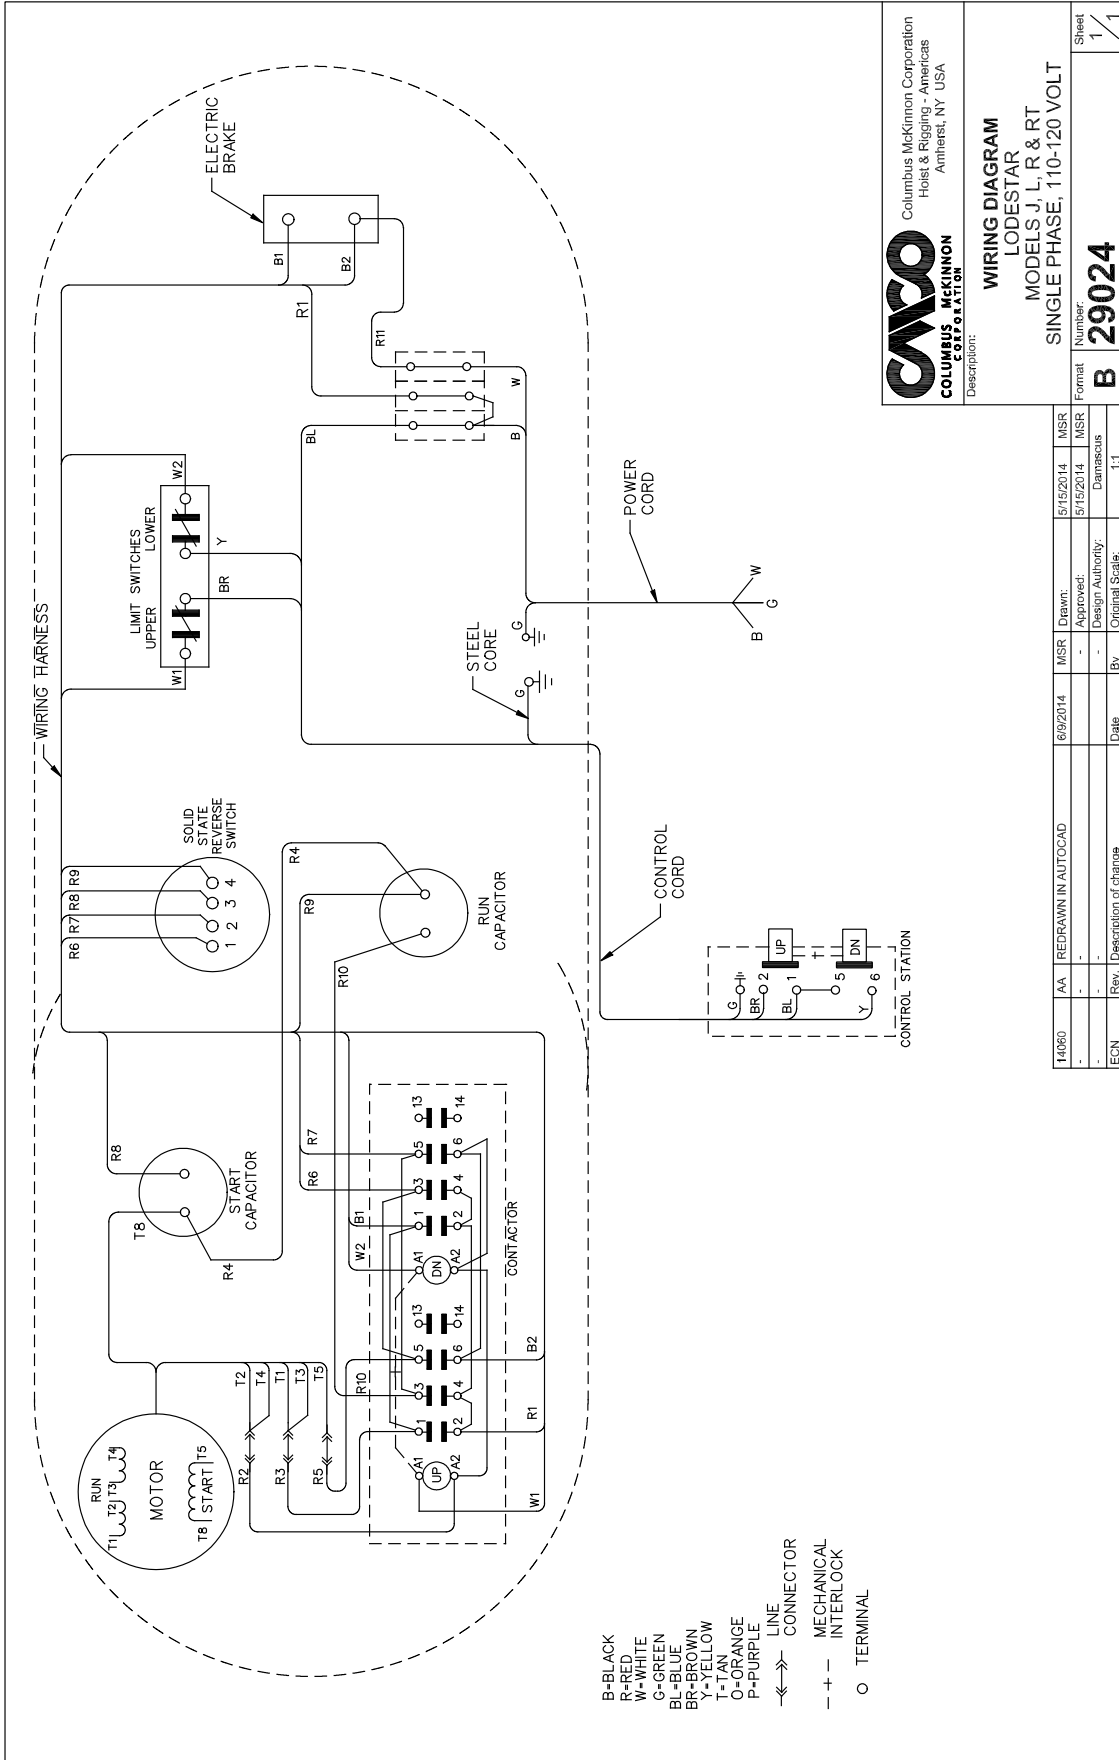 WIRING HARNESS
ELECTRIC
BRAKE
B1
B2
R1
R11
LIMIT SWITCHES
UPPER
LOWER
W1
W2
Y
BR
BL
B
W
SOLID
STATE
REVERSE
SWITCH
R6
R7
R8
R9
1
2
3
4
R4
R9
R10
RUN
CAPACITOR
STEEL
CORE
G
G
POWER
CORD
B
G
W
CONTROL
CORD
G
BR
BL
Y
2
1
5
6
UP
DN
CONTROL STATION
R8
T8
START
CAPACITOR
R4
RUN
T1
T2
T3
T4
MOTOR
T8
START
T5
T2
T4
T1
T3
T5
R2
R3
R5
R10
W2
B1
R6
R7
A1
UP
A2
1
2
3
4
5
6
13
14
A1
DN
A2
1
2
3
4
5
6
13
14
CONTACTOR
W1
R1
B2
B=BLACK
R=RED
W=WHITE
G=GREEN
BL=BLUE
BR=BROWN
Y=YELLOW
T=TAN
O=ORANGE
P=PURPLE
LINE
CONNECTOR
MECHANICAL
INTERLOCK
TERMINAL
COLUMBUS McKINNON
CORPORATION
Columbus McKinnon Corporation
Hoist & Rigging - Americas
Amherst, NY USA
Description:
WIRING DIAGRAM
LODESTAR
MODELS J, L, R & RT
SINGLE PHASE, 110-120 VOLT
Format
B
Number:
29024
Sheet
1/1
14060 AA REDRAWN IN AUTOCAD 6/9/2014 MSR
- - - - -
- - - - -
ECN Rev. Description of change Date By
Drawn: 5/15/2014 MSR
Approved: 5/15/2014 MSR
Design Authority: Damascus
Original Scale: 1:1